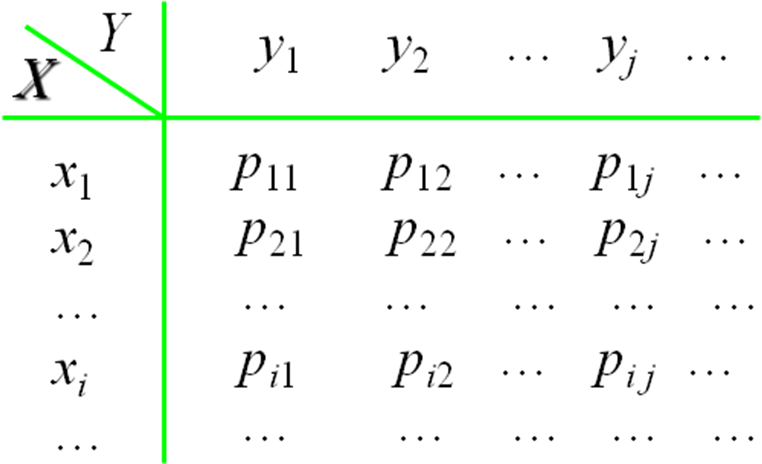 Y
X y₁ y₂ … yⱼ …
x₁ p₁₁ p₁₂ … p₁ⱼ …
x₂ p₂₁ p₂₂ … p₂ⱼ …
… … … … … …
xᵢ pᵢ₁ pᵢ₂ … pᵢⱼ …
… … … … … …